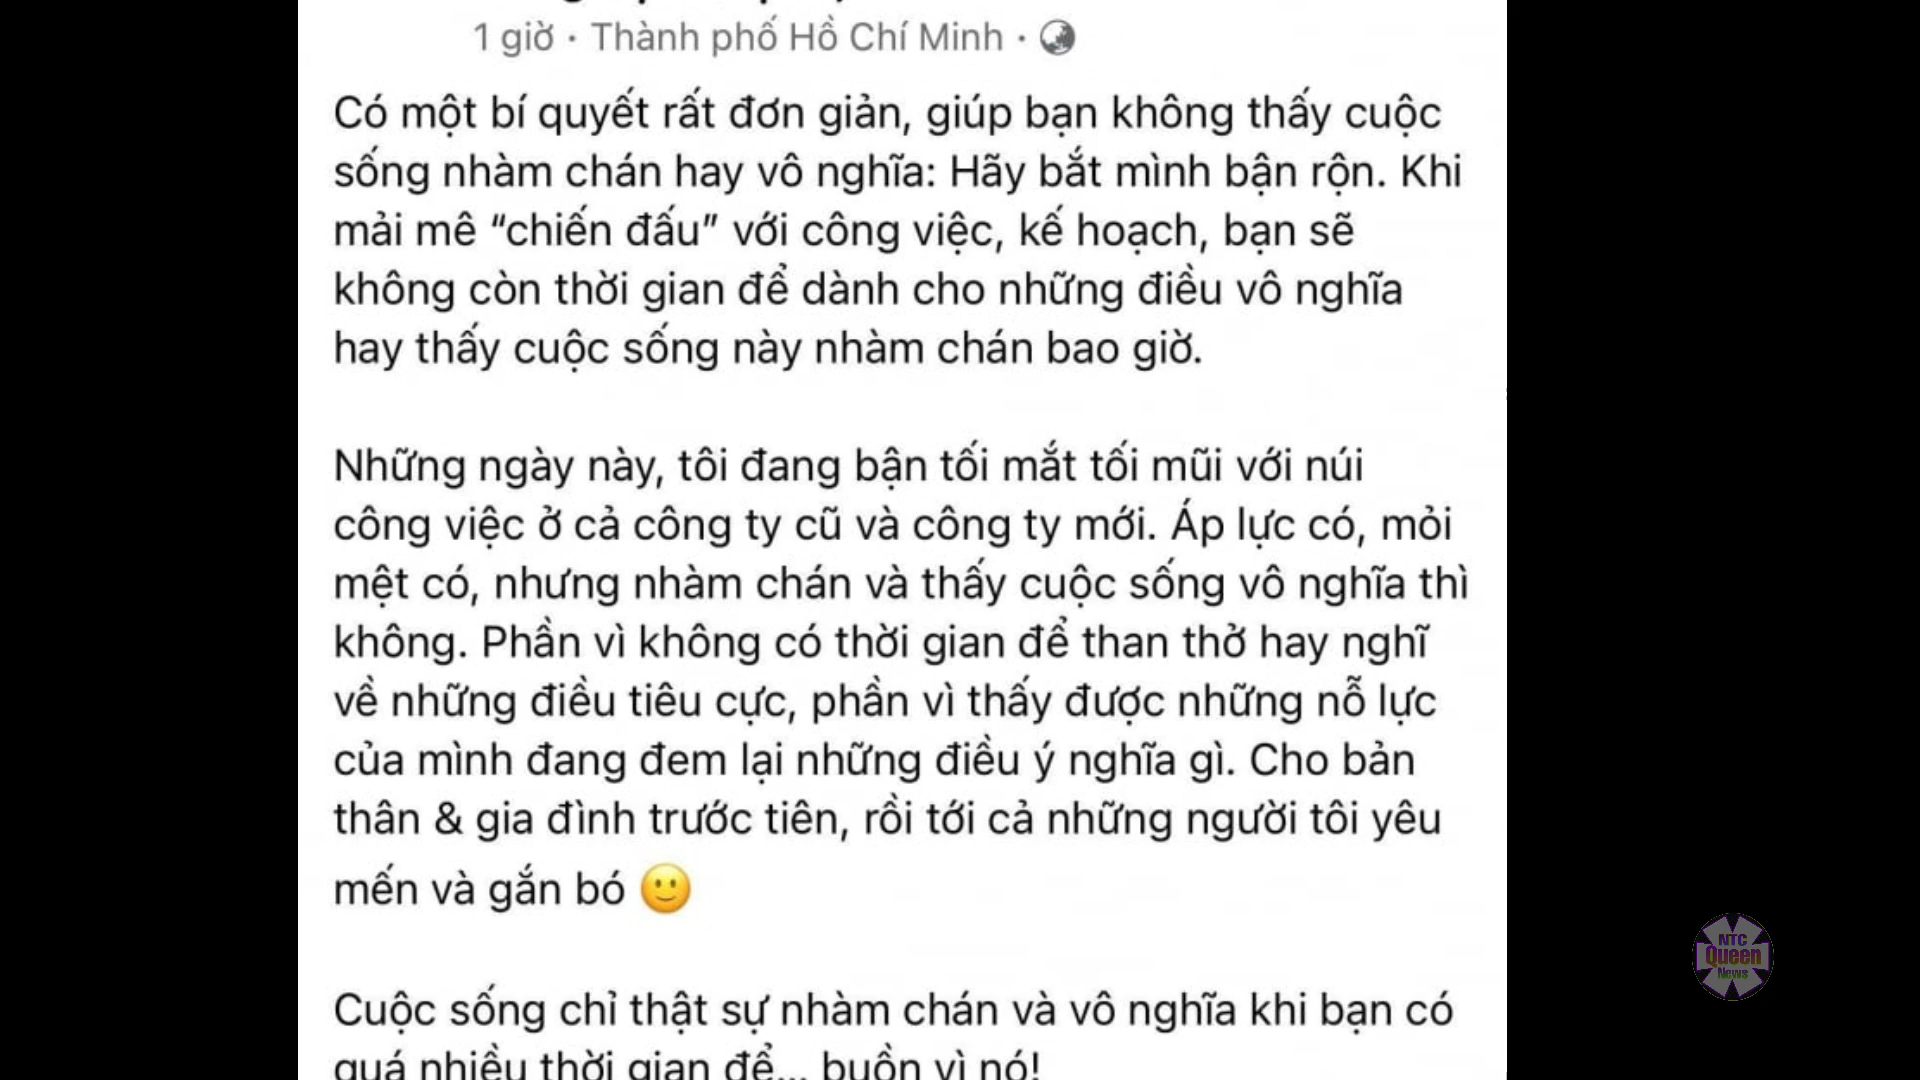 1 giờ · Thành phố Hồ Chí Minh ·
Có một bí quyết rất đơn giản, giúp bạn không thấy cuộc
sống nhàm chán hay vô nghĩa: Hãy bắt mình bận rộn. Khi
mải mê “chiến đấu” với công việc, kế hoạch, bạn sẽ
không còn thời gian để dành cho những điều vô nghĩa
hay thấy cuộc sống này nhàm chán bao giờ.
Những ngày này, tôi đang bận tối mắt tối mũi với núi
công việc ở cả công ty cũ và công ty mới. Áp lực có, mỏi
mệt có, nhưng nhàm chán và thấy cuộc sống vô nghĩa thì
không. Phần vì không có thời gian để than thở hay nghĩ
về những điều tiêu cực, phần vì thấy được những nỗ lực
của mình đang đem lại những điều ý nghĩa gì. Cho bản
thân & gia đình trước tiên, rồi tới cả những người tôi yêu
mến và gắn bó 🙂
Cuộc sống chỉ thật sự nhàm chán và vô nghĩa khi bạn có
quá nhiều thời gian để... buồn vì nó!
NTC
Queen
News